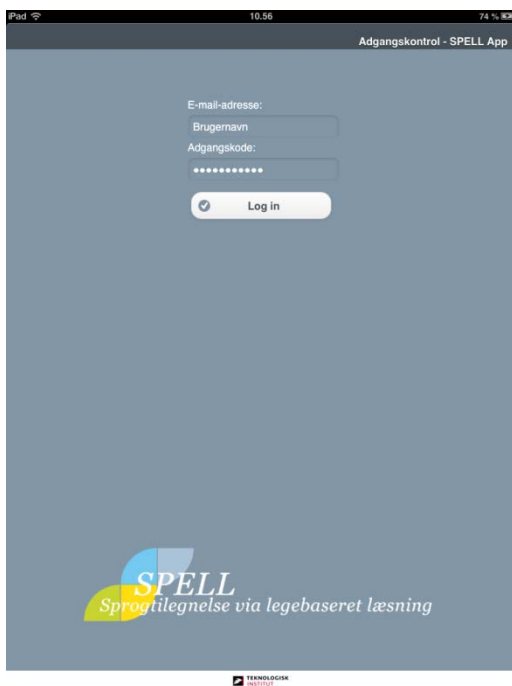 iPad 10.56 74 %
Adgangskontrol - SPELL App
E-mail-adresse:
Brugernavn
Adgangskode:
•••••••••••
Log in
SPELL
Sprogtilegnelse via legebaseret læsning
TEKNOLOGISK
INSTITUT